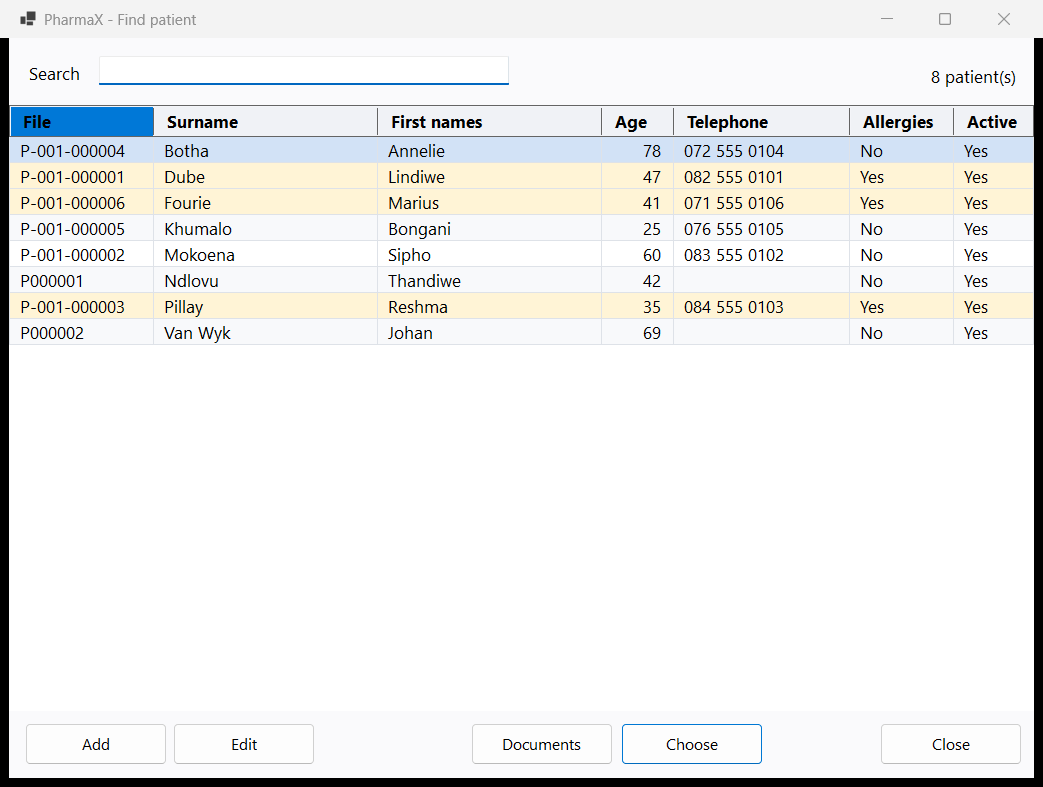 PharmaX - Find patient
Search
8 patient(s)
File Surname First names Age Telephone Allergies Active
P-001-000004 Botha Annelie 78 072 555 0104 No Yes
P-001-000001 Dube Lindiwe 47 082 555 0101 Yes Yes
P-001-000006 Fourie Marius 41 071 555 0106 Yes Yes
P-001-000005 Khumalo Bongani 25 076 555 0105 No Yes
P-001-000002 Mokoena Sipho 60 083 555 0102 No Yes
P000001 Ndlovu Thandiwe 42 No Yes
P-001-000003 Pillay Reshma 35 084 555 0103 Yes Yes
P000002 Van Wyk Johan 69 No Yes
Add Edit Documents Choose Close